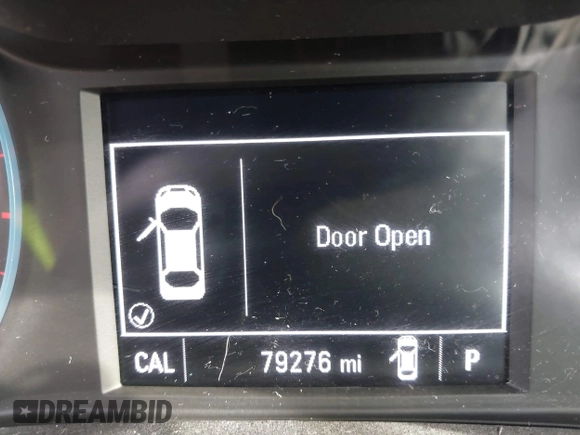 Door Open
CAL 79276 mi P
DREAMBID